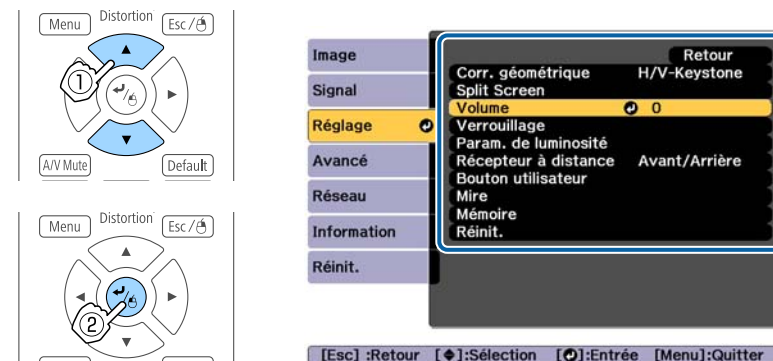 Menu
Distortion
Esc/
1
A/V Mute
Default
Menu
Distortion
Esc/
2
Image
Signal
Réglage
Avancé
Réseau
Information
Réinit.
Retour
Corr. géométrique H/V-Keystone
Split Screen
Volume 0
Verrouillage
Param. de luminosité
Récepteur à distance Avant/Arrière
Bouton utilisateur
Mire
Mémoire
Réinit.
[Esc] :Retour [ ]:Sélection [ ]:Entrée [Menu]:Quitter